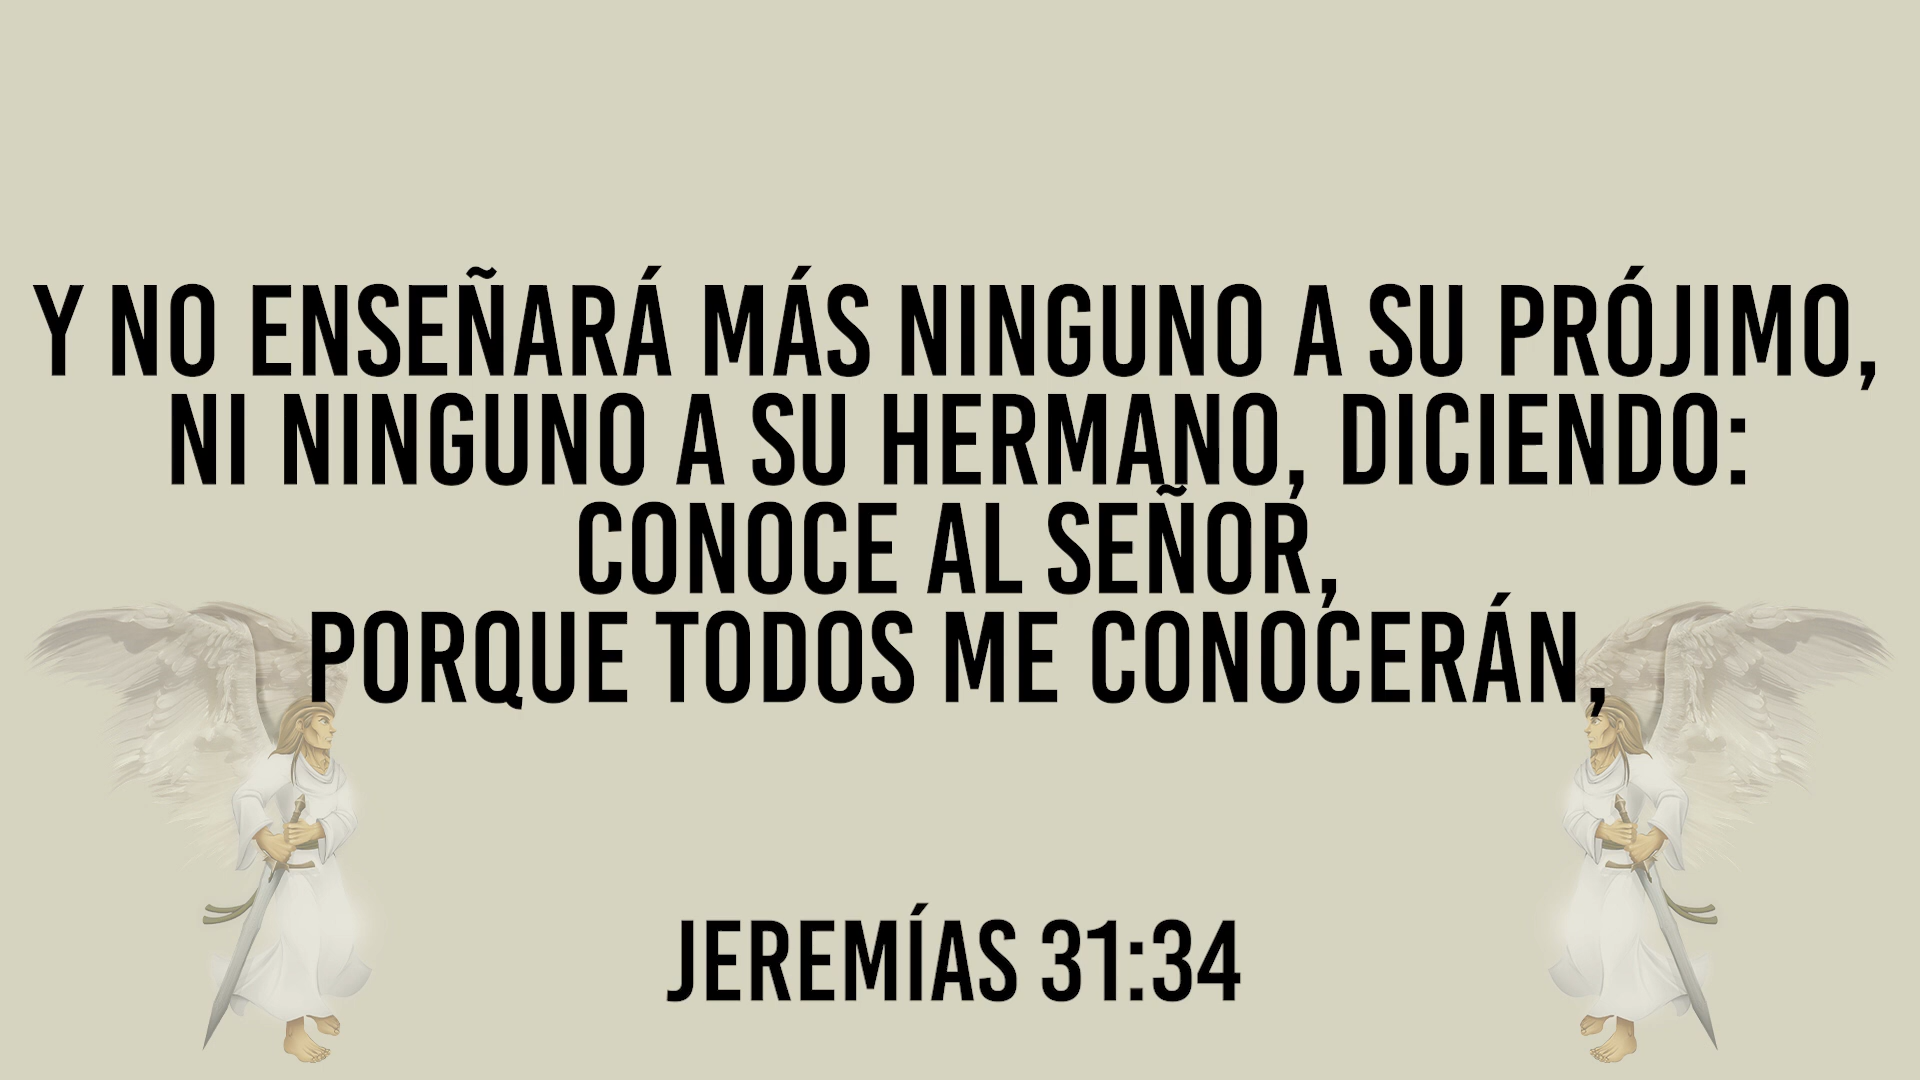 Y NO ENSEÑARÁ MÁS NINGUNO A SU PRÓJIMO,
NI NINGUNO A SU HERMANO, DICIENDO:
CONOCE AL SEÑOR,
PORQUE TODOS ME CONOCERÁN,
JEREMÍAS 31:34